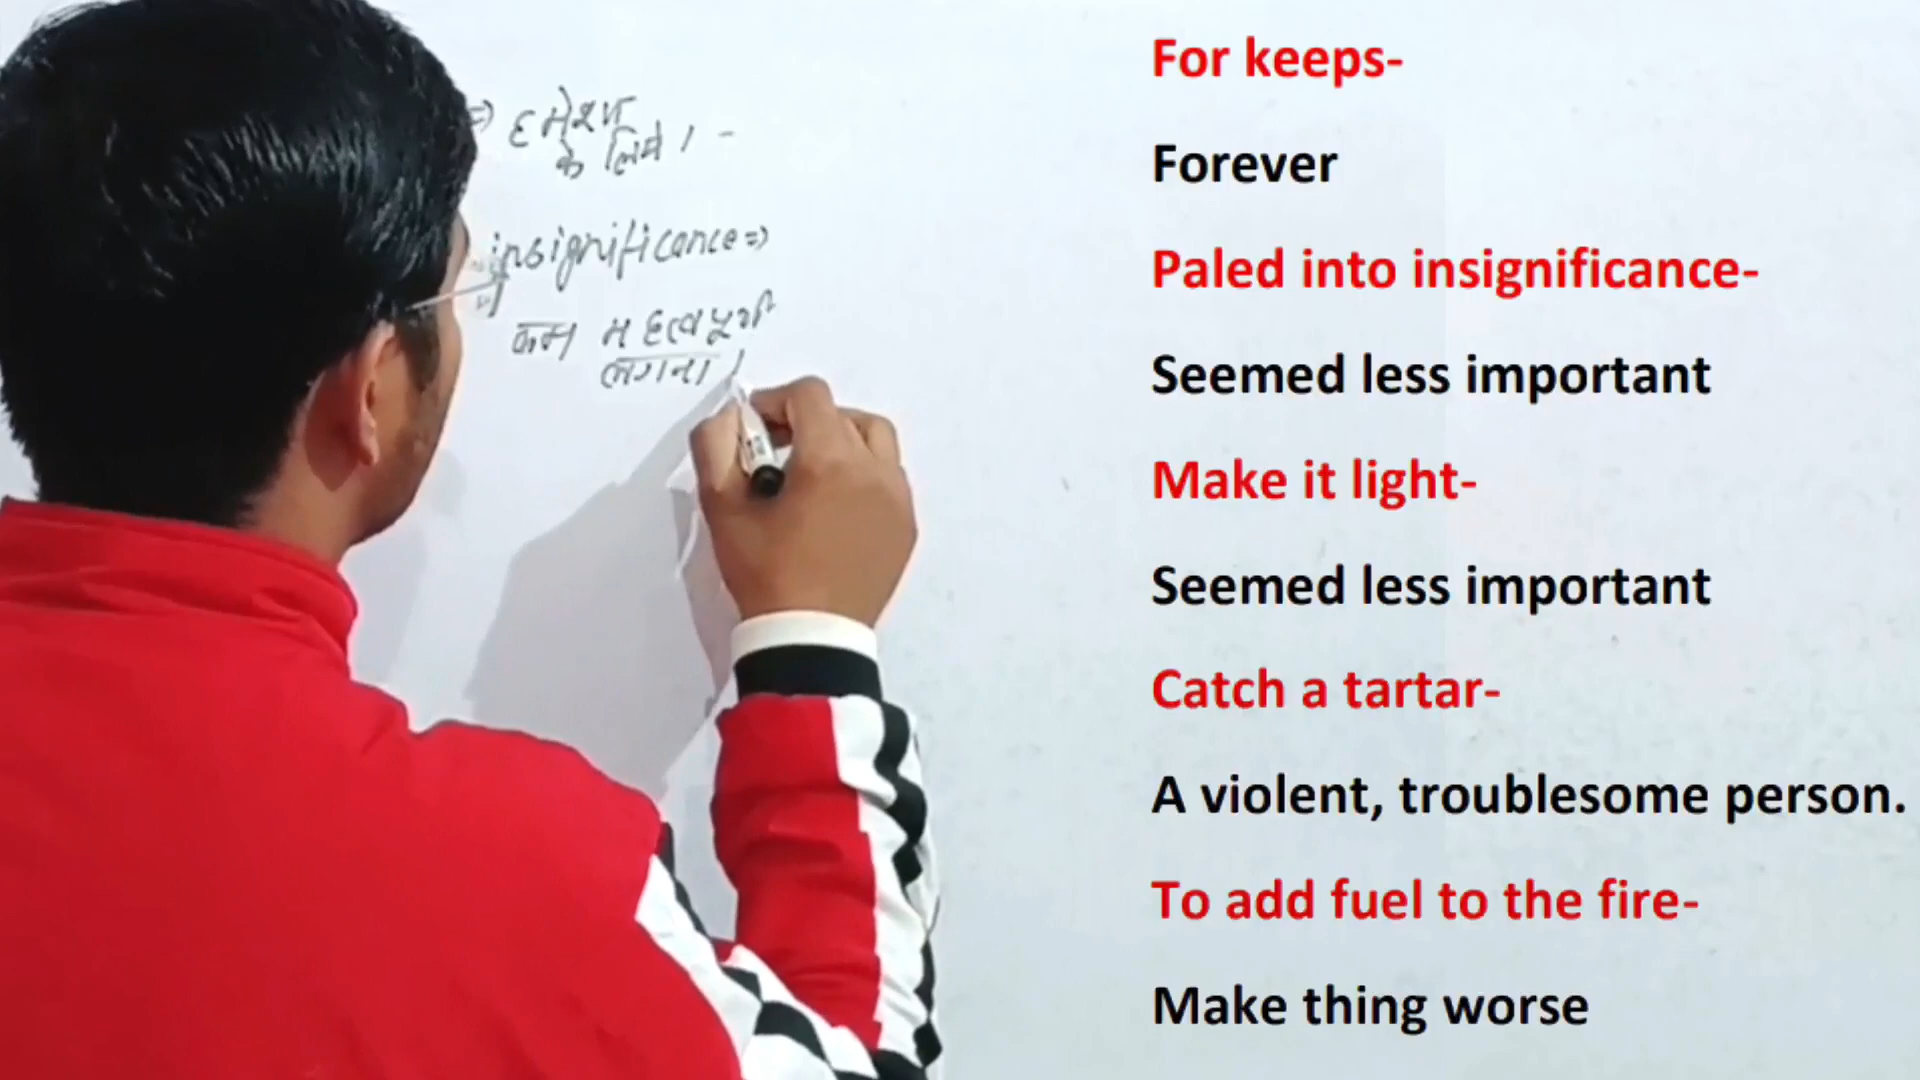 => हमेशा
के लिये । -
insignificance =>
कम महत्वपूर्ण
लगना ।
For keeps-
Forever
Paled into insignificance-
Seemed less important
Make it light-
Seemed less important
Catch a tartar-
A violent, troublesome person.
To add fuel to the fire-
Make thing worse